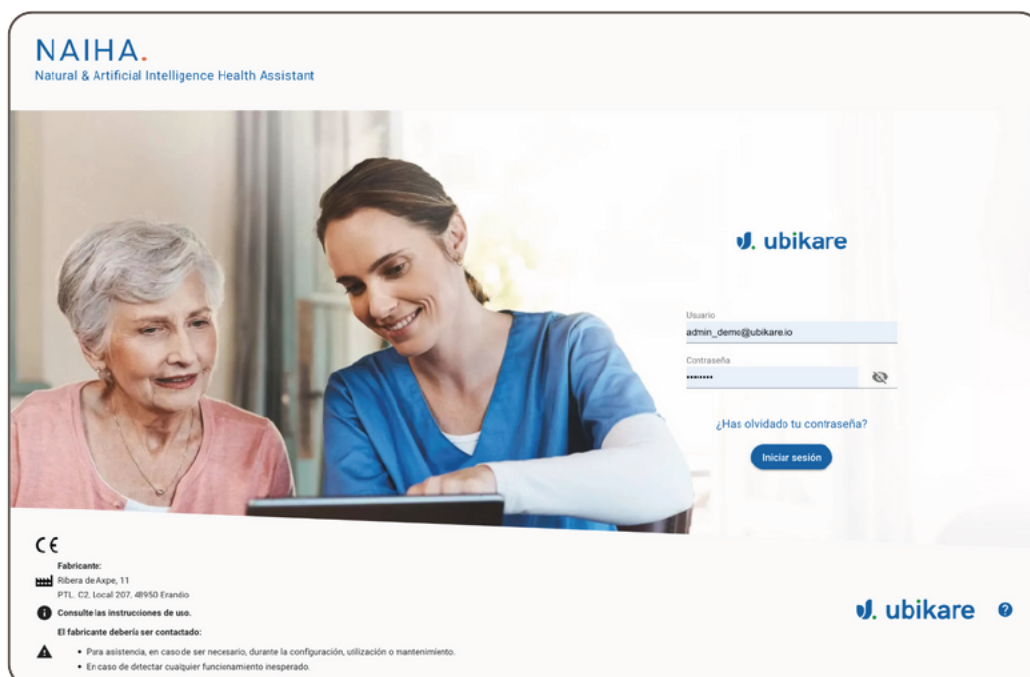 NAIHA.
Natural & Artificial Intelligence Health Assistant
ubikare
Usuario
admin_demo@ubikare.io
Contraseña
••••••••
¿Has olvidado tu contraseña?
Iniciar sesión
CE
Fabricante:
Ribera de Axpe, 11
PTL. C2, Local 207, 48950 Erandio
Consulte las instrucciones de uso.
El fabricante debería ser contactado:
• Para asistencia, en caso de ser necesario, durante la configuración, utilización o mantenimiento.
• En caso de detectar cualquier funcionamiento inesperado.
ubikare
?